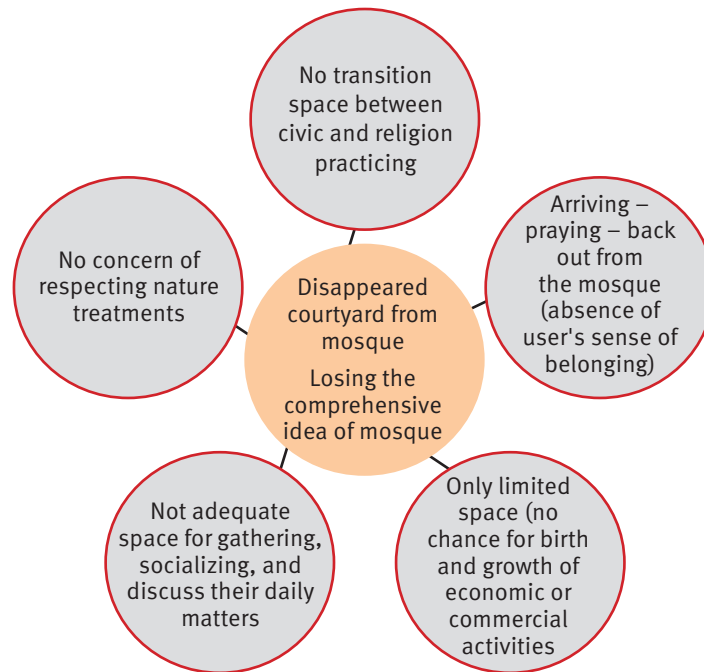 No transition
space between
civic and religion
practicing
Arriving –
praying – back
out from
the mosque
(absence of
user's sense of
belonging)
No concern of
respecting nature
treatments
Disappeared
courtyard from
mosque
Losing the
comprehensive
idea of mosque
Not adequate
space for gathering,
socializing, and
discuss their daily
matters
Only limited
space (no
chance for birth
and growth of
economic or
commercial
activities